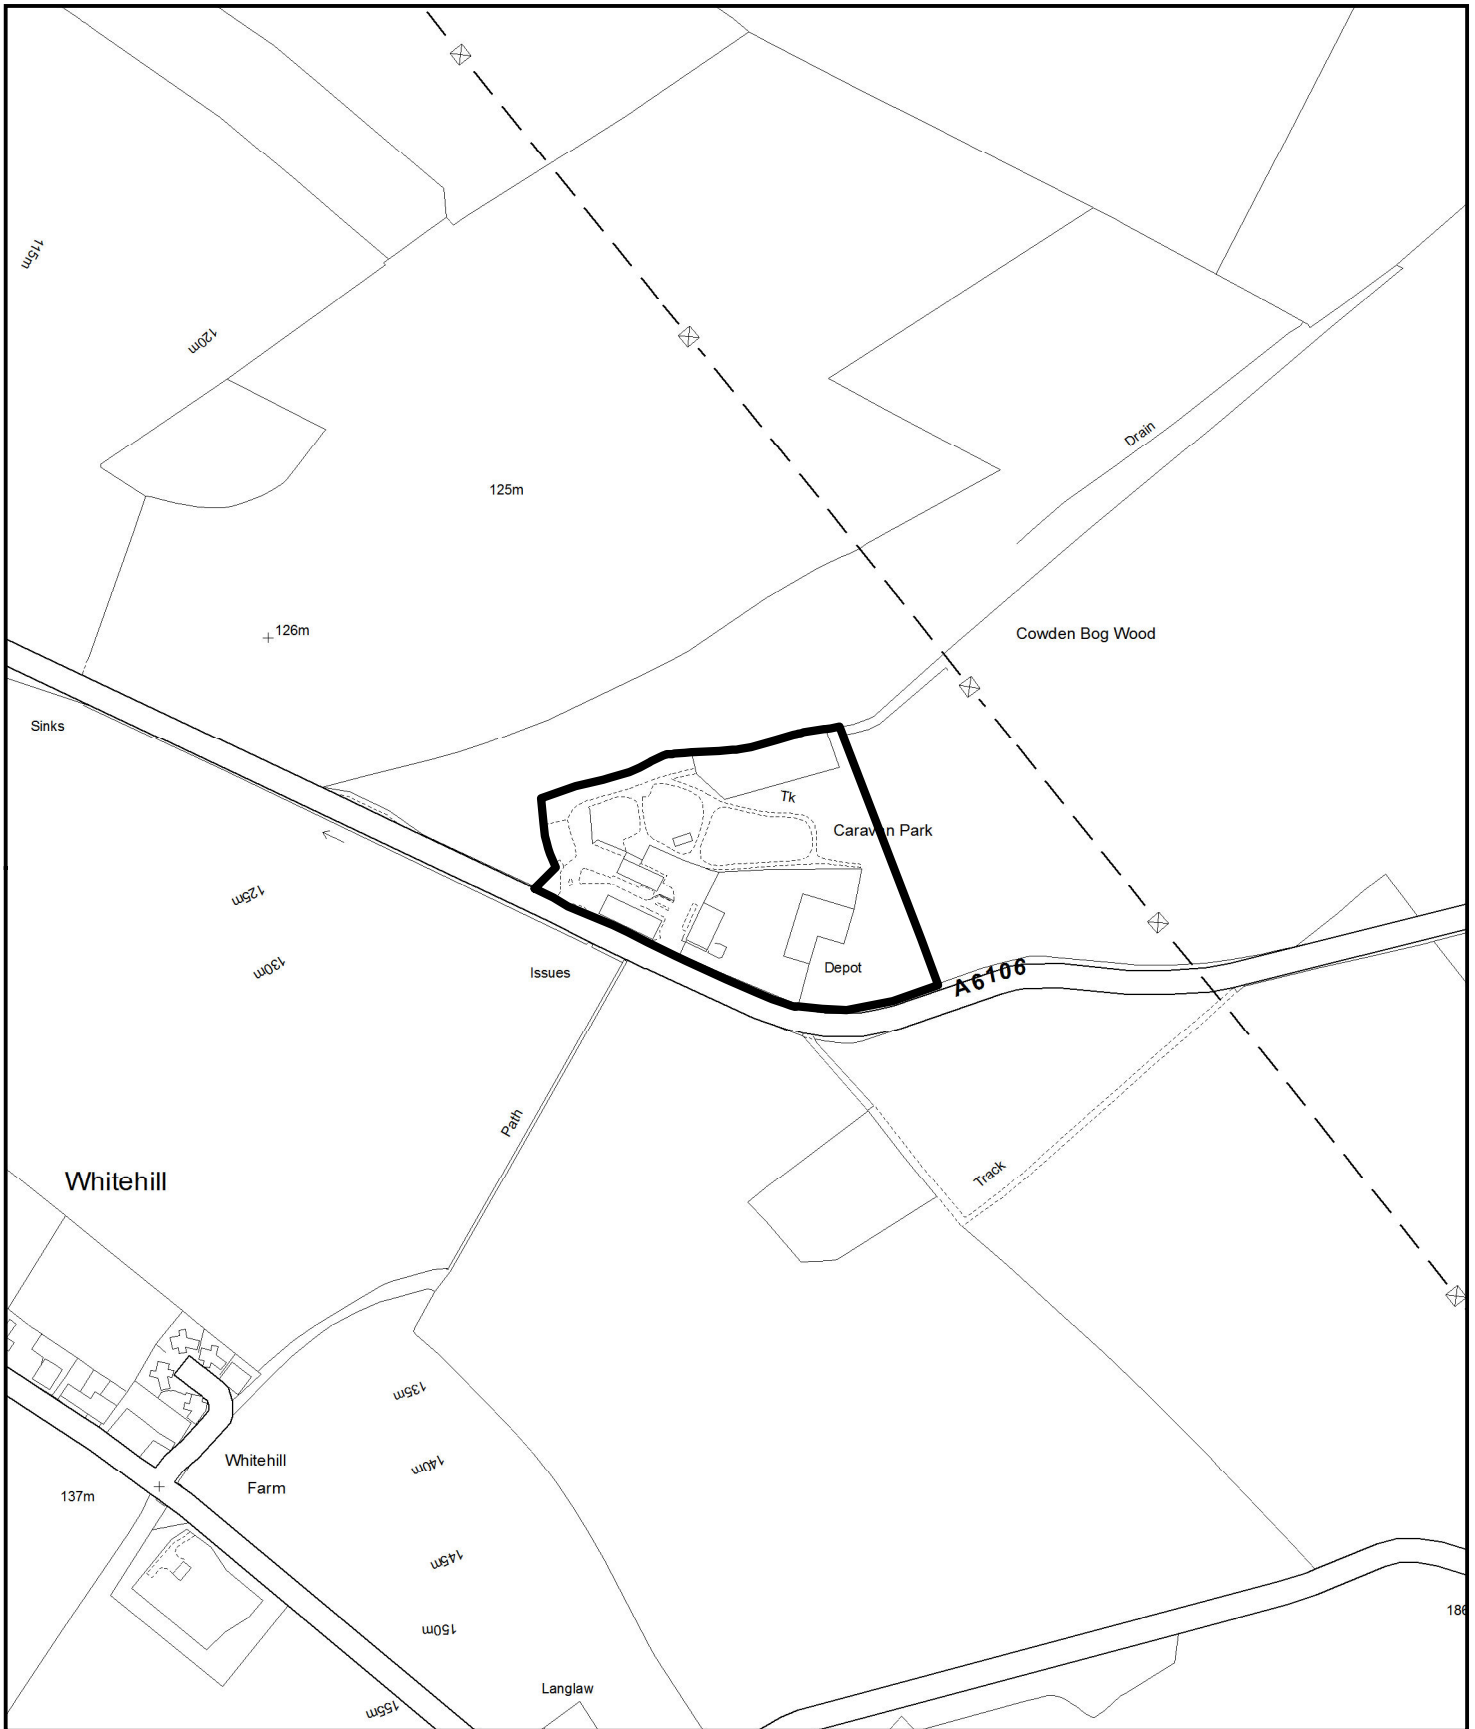 115m
120m
Drain
125m
126m
Cowden Bog Wood
Sinks
Tk
Caravan Park
125m
130m
Issues
Depot
A6106
Path
Track
Whitehill
135m
140m
Whitehill
Farm
137m
145m
150m
186
Langlaw
155m